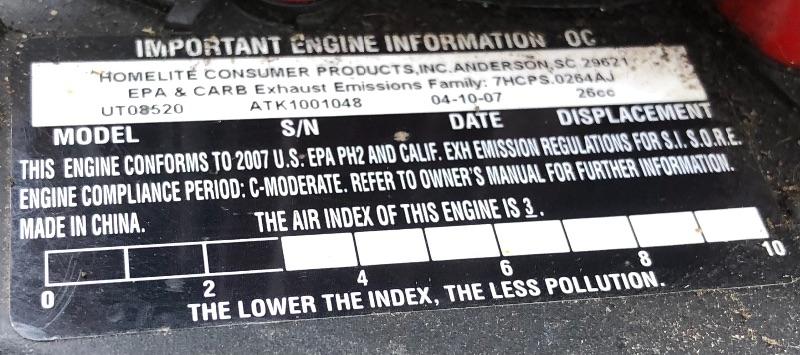 IMPORTANT ENGINE INFORMATION OC
HOMELITE CONSUMER PRODUCTS,INC.ANDERSON,SC 29621
EPA & CARB Exhaust Emissions Family: 7HCPS.0264AJ
UT08520 ATK1001048 04-10-07 26cc
MODEL S/N DATE DISPLACEMENT
THIS ENGINE CONFORMS TO 2007 U.S. EPA PH2 AND CALIF. EXH EMISSION REGULATIONS FOR S.I. S.O.R.E.
ENGINE COMPLIANCE PERIOD: C-MODERATE. REFER TO OWNER'S MANUAL FOR FURTHER INFORMATION.
MADE IN CHINA. THE AIR INDEX OF THIS ENGINE IS 3.
0 2 4 6 8 10
THE LOWER THE INDEX, THE LESS POLLUTION.